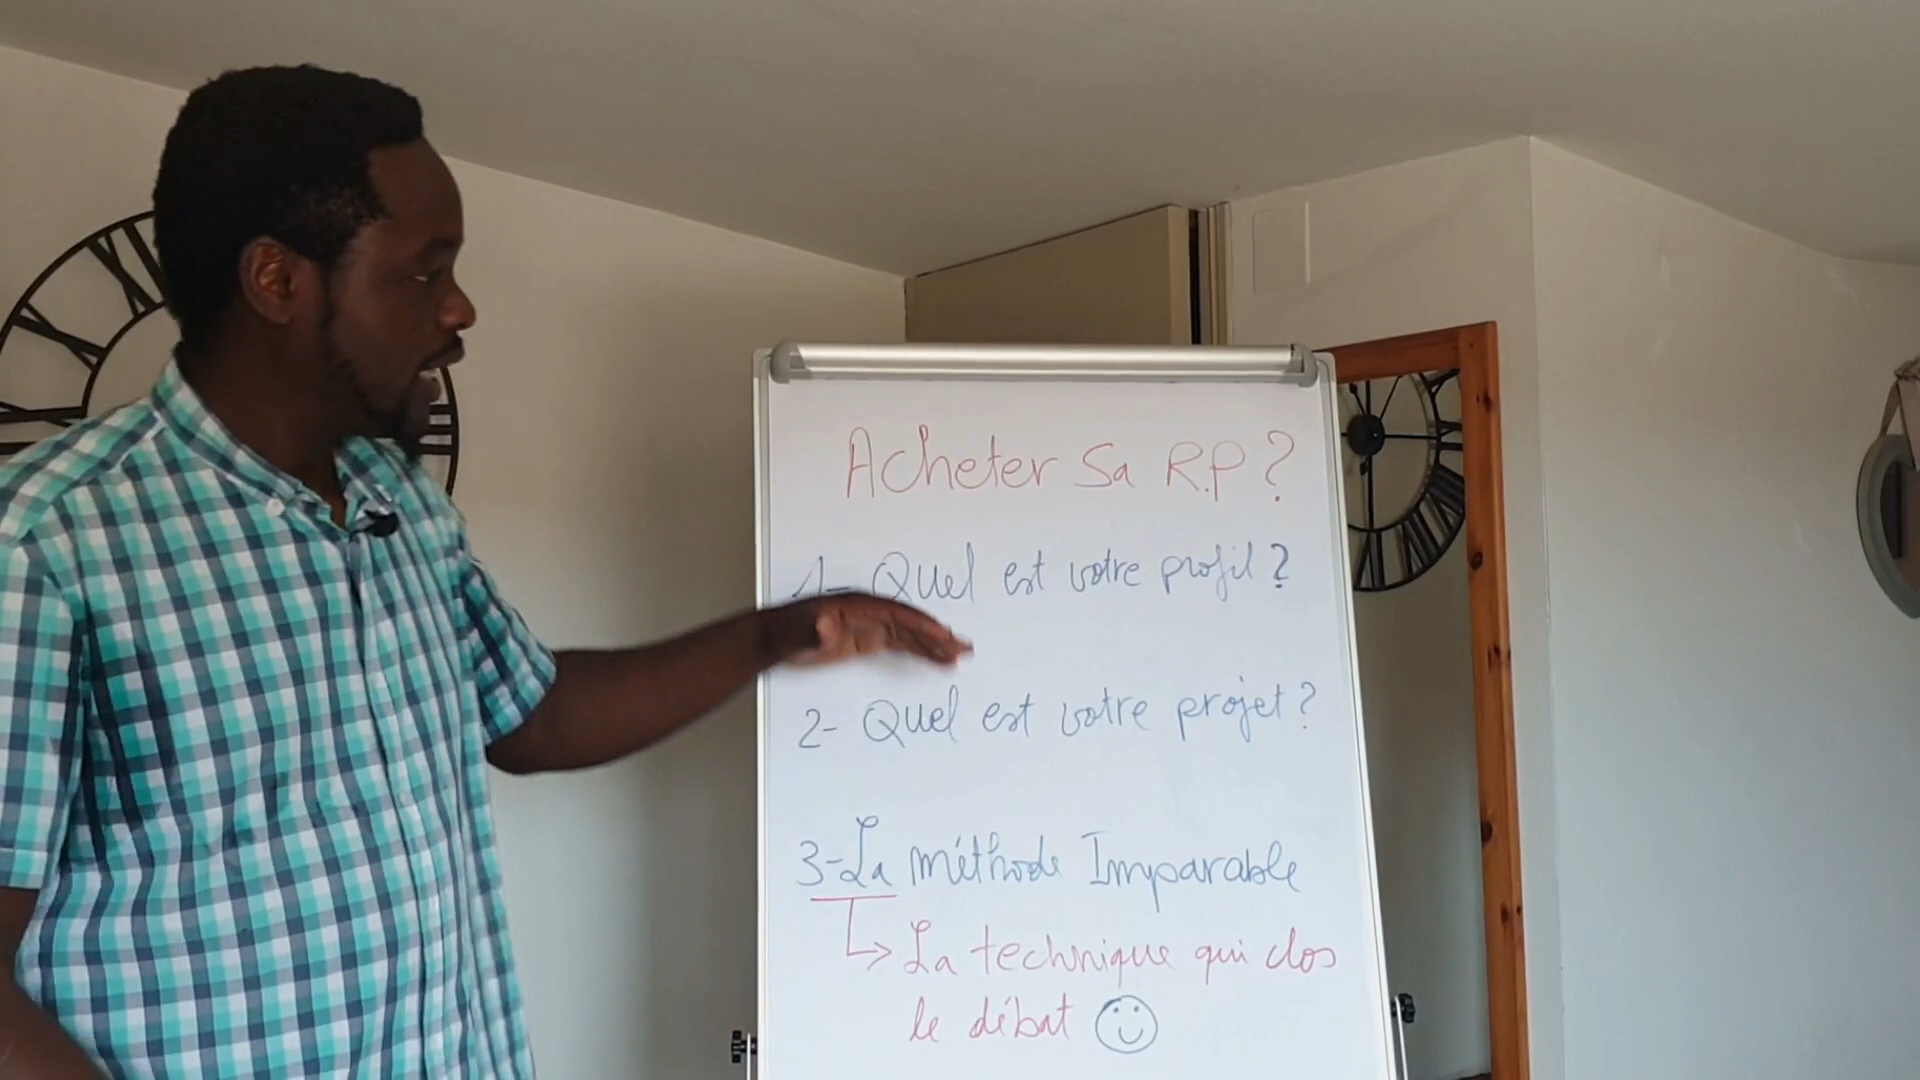 Acheter Sa R.P ?
1- Quel est votre profil ?
2- Quel est votre projet ?
3- La méthode Imparable
La technique qui clos
le débat